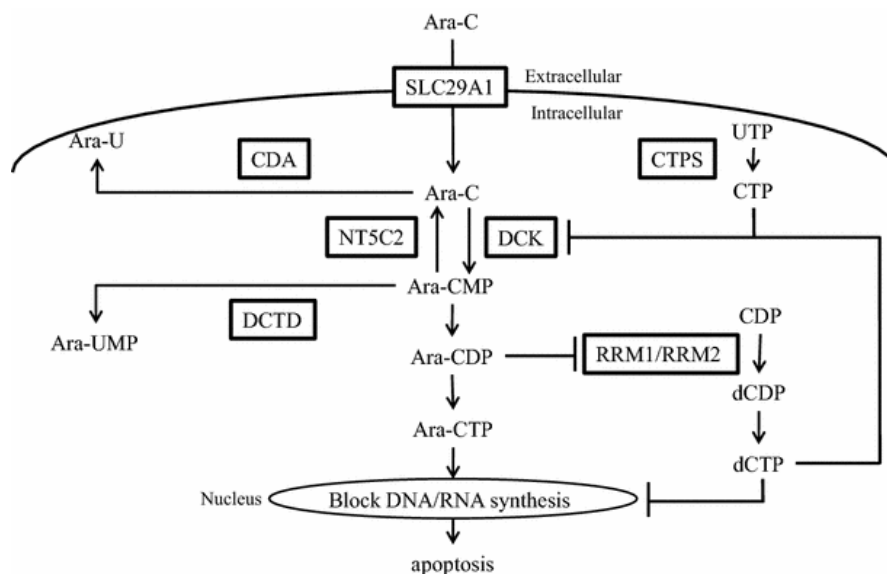 Ara-C
SLC29A1
Extracellular
Intracellular
Ara-U
CDA
CTPS
UTP
CTP
Ara-C
NT5C2
DCK
Ara-CMP
DCTD
Ara-UMP
CDP
Ara-CDP
RRM1/RRM2
dCDP
Ara-CTP
dCTP
Nucleus
Block DNA/RNA synthesis
apoptosis